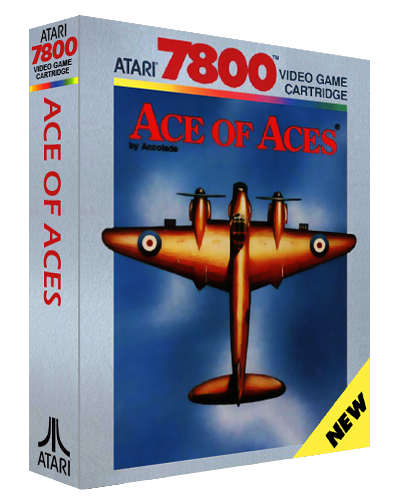 ATARI
7800
VIDEO GAME
CARTRIDGE
ACE OF ACES
ATARI
ATARI 7800™ VIDEO GAME
CARTRIDGE
ACE OF ACES®
by Accolade
NEW